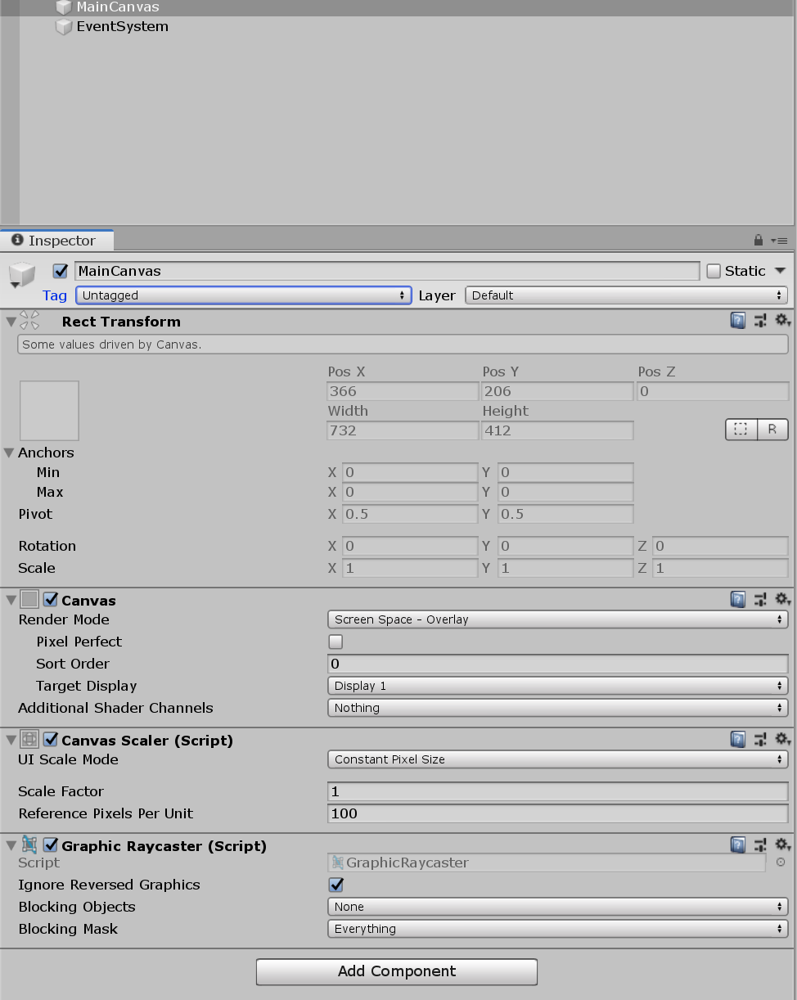 MainCanvas
EventSystem
Inspector
MainCanvas Static
Tag Untagged Layer Default
Rect Transform
Some values driven by Canvas.
Pos X Pos Y Pos Z
366 206 0
Width Height
732 412 R
Anchors
Min X 0 Y 0
Max X 0 Y 0
Pivot X 0.5 Y 0.5
Rotation X 0 Y 0 Z 0
Scale X 1 Y 1 Z 1
Canvas
Render Mode Screen Space - Overlay
Pixel Perfect
Sort Order 0
Target Display Display 1
Additional Shader Channels Nothing
Canvas Scaler (Script)
UI Scale Mode Constant Pixel Size
Scale Factor 1
Reference Pixels Per Unit 100
Graphic Raycaster (Script)
Script GraphicRaycaster
Ignore Reversed Graphics
Blocking Objects None
Blocking Mask Everything
Add Component